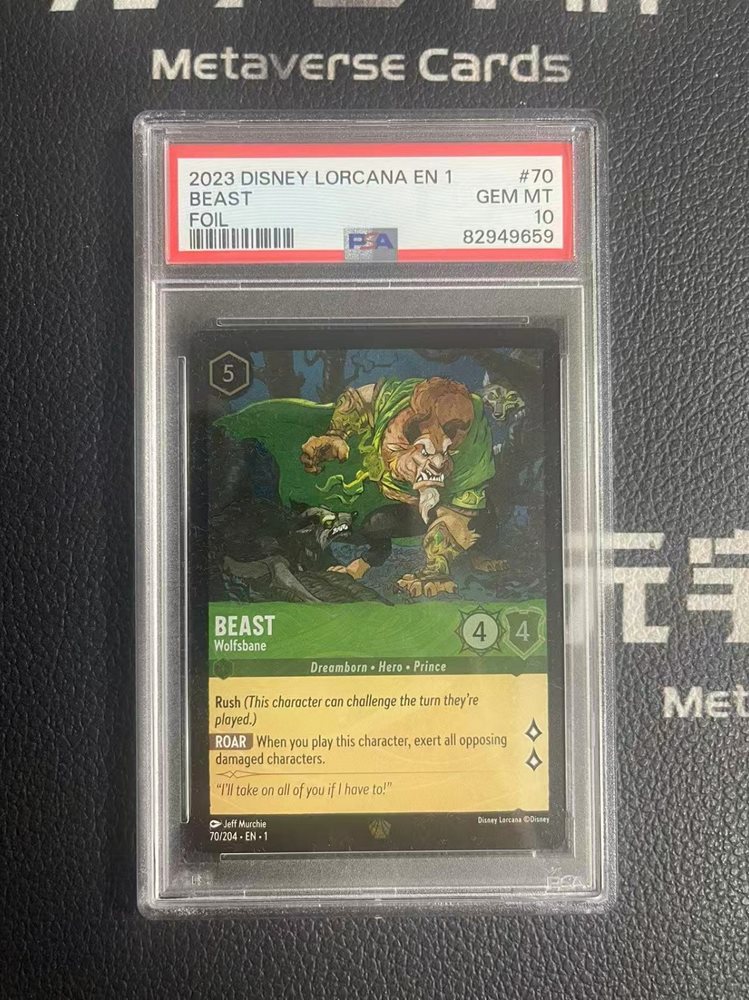 Metaverse Cards
2023 DISNEY LORCANA EN 1 #70
BEAST GEM MT
FOIL 10
PSA 82949659
5
BEAST
Wolfsbane
4 4
Dreamborn • Hero • Prince
Rush (This character can challenge the turn they're
played.)
ROAR When you play this character, exert all opposing
damaged characters.
"I'll take on all of you if I have to!"
Jeff Murchie
70/204 • EN • 1
Disney Lorcana ©Disney
PSA
元宇
Met